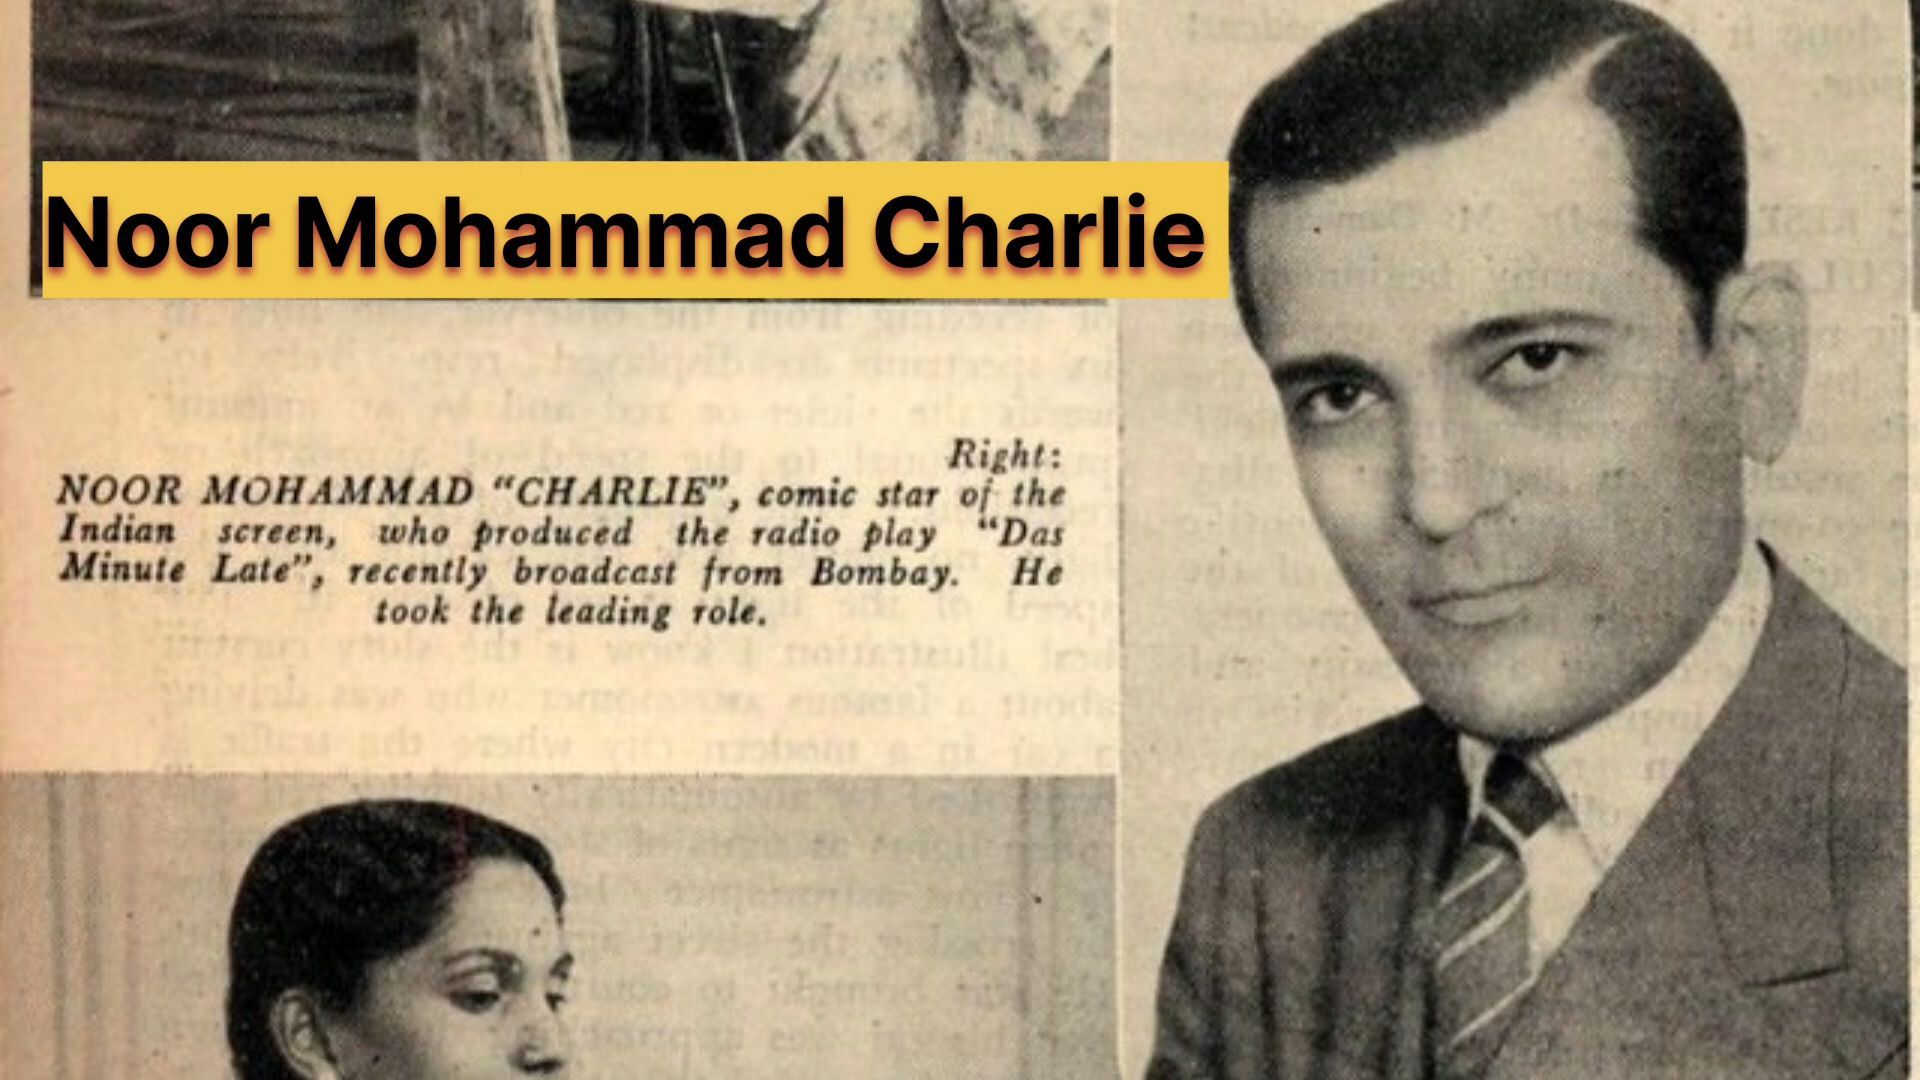 Noor Mohammad Charlie
Right:
NOOR MOHAMMAD "CHARLIE", comic star of the
Indian screen, who produced the radio play "Das
Minute Late", recently broadcast from Bombay. He
took the leading role.